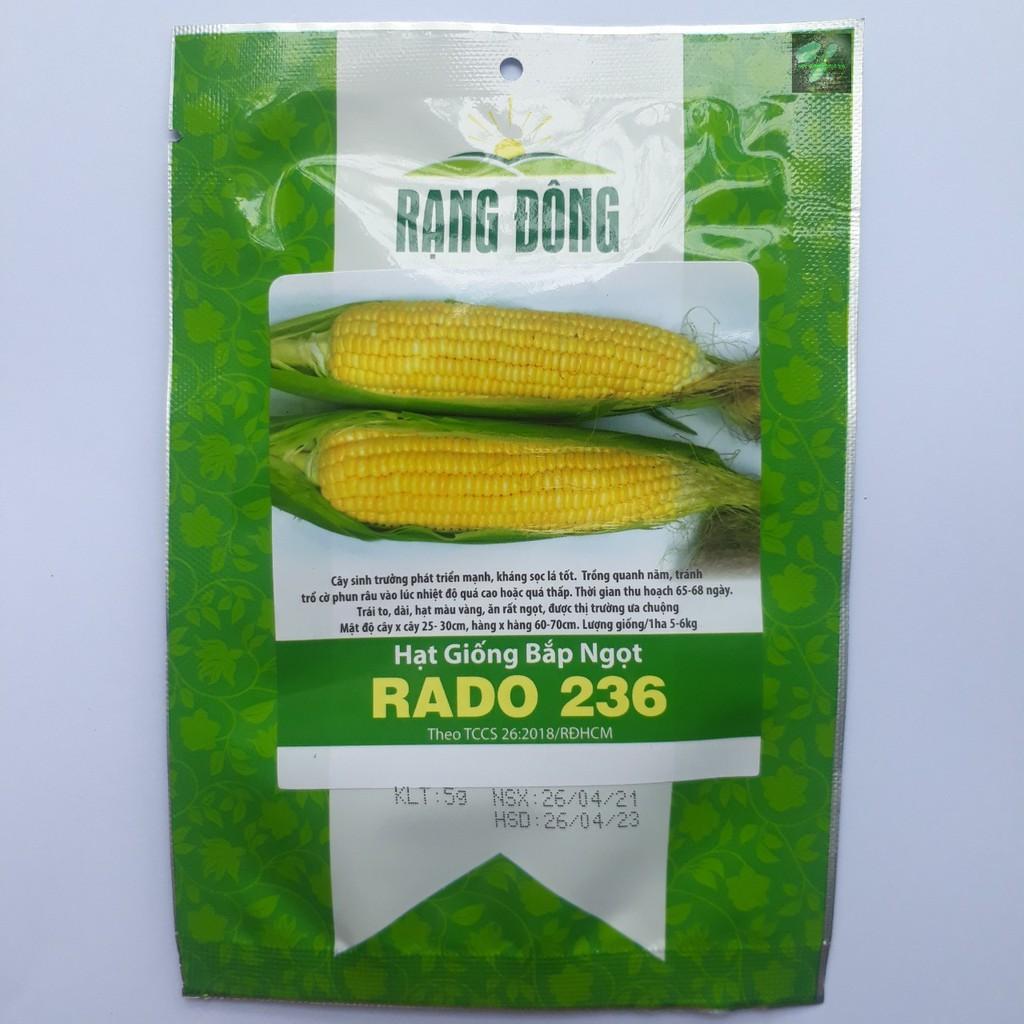 RẠNG ĐÔNG
Cây sinh trưởng phát triển mạnh, kháng sọc lá tốt. Trồng quanh năm, tránh
trổ cờ phun râu vào lúc nhiệt độ quá cao hoặc quá thấp. Thời gian thu hoạch 65-68 ngày.
Trái to, dài, hạt màu vàng, ăn rất ngọt, được thị trường ưa chuộng
Mật độ cây x cây 25- 30cm, hàng x hàng 60-70cm. Lượng giống/1ha 5-6kg
Hạt Giống Bắp Ngọt
RADO 236
Theo TCCS 26:2018/RĐHCM
KLT:5g NSX:26/04/21
HSD:26/04/23